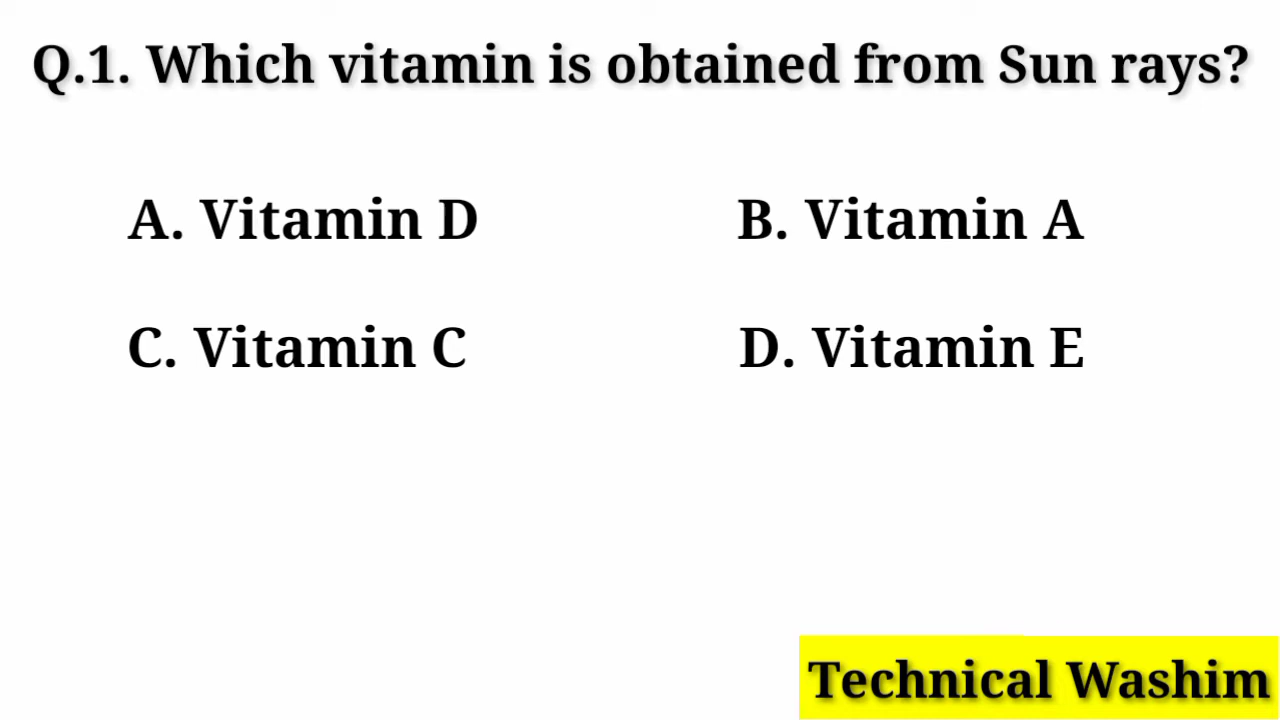 Q.1. Which vitamin is obtained from Sun rays?
A. Vitamin D B. Vitamin A
C. Vitamin C D. Vitamin E
Technical Washim